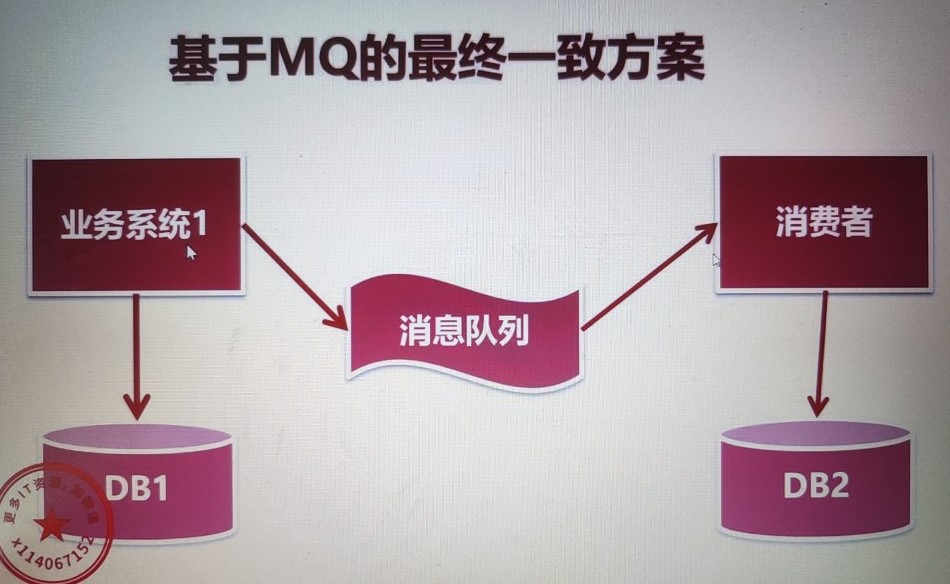 基于MQ的最终一致方案
业务系统1
消费者
消息队列
DB1
DB2
更多IT资源,加微信
x114067152